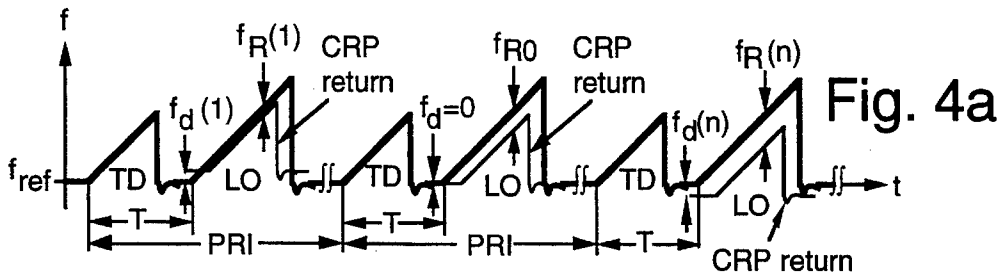 f
f_R(1)
CRP
return
f_R0
CRP
return
f_R(n)
Fig. 4a
f_d(1)
f_d=0
f_d(n)
f_ref
TD
LO
TD
LO
TD
LO
t
T
T
T
PRI
PRI
CRP return